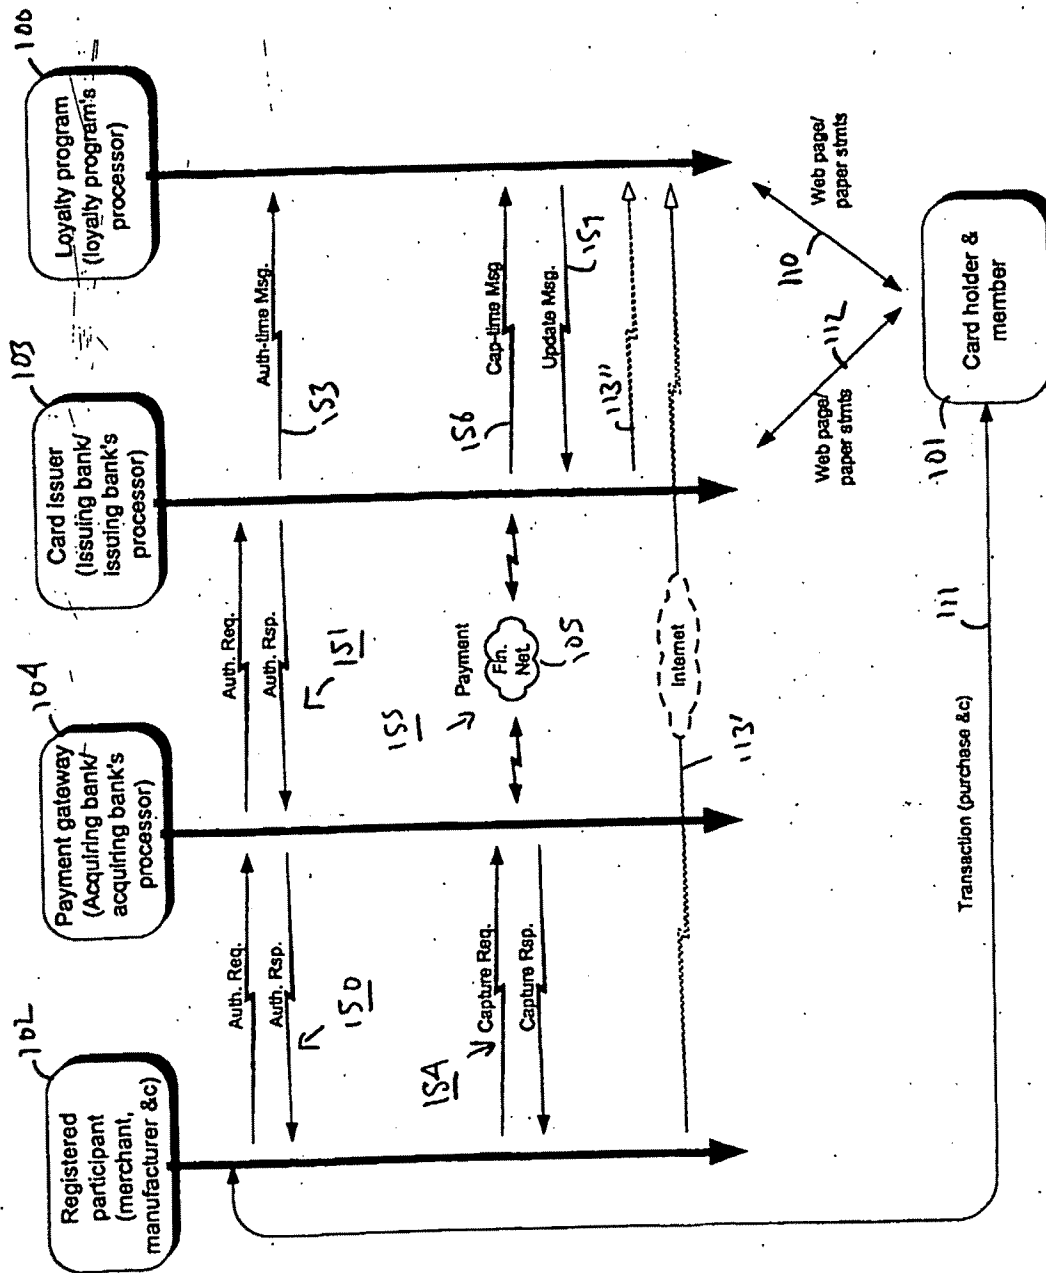 102
Registered
participant
(merchant,
manufacturer &c)
104
Payment gateway
(Acquiring bank/
acquiring bank's
processor)
103
Card issuer
(Issuing bank/
issuing bank's
processor)
100
Loyalty program
(loyalty program's
processor)
Auth. Req.
Auth. Rsp.
150
Auth. Req.
Auth. Rsp.
151
Auth-time Msg.
153
154
Capture Req.
Capture Rsp.
155
Payment
Fin.
Net.
105
156
Cap-time Msg
Update Msg.
157
113"
Internet
113'
Web page/
paper stmts
112
Web page/
paper stmts
110
101
Card holder &
member
Transaction (purchase &c)
111